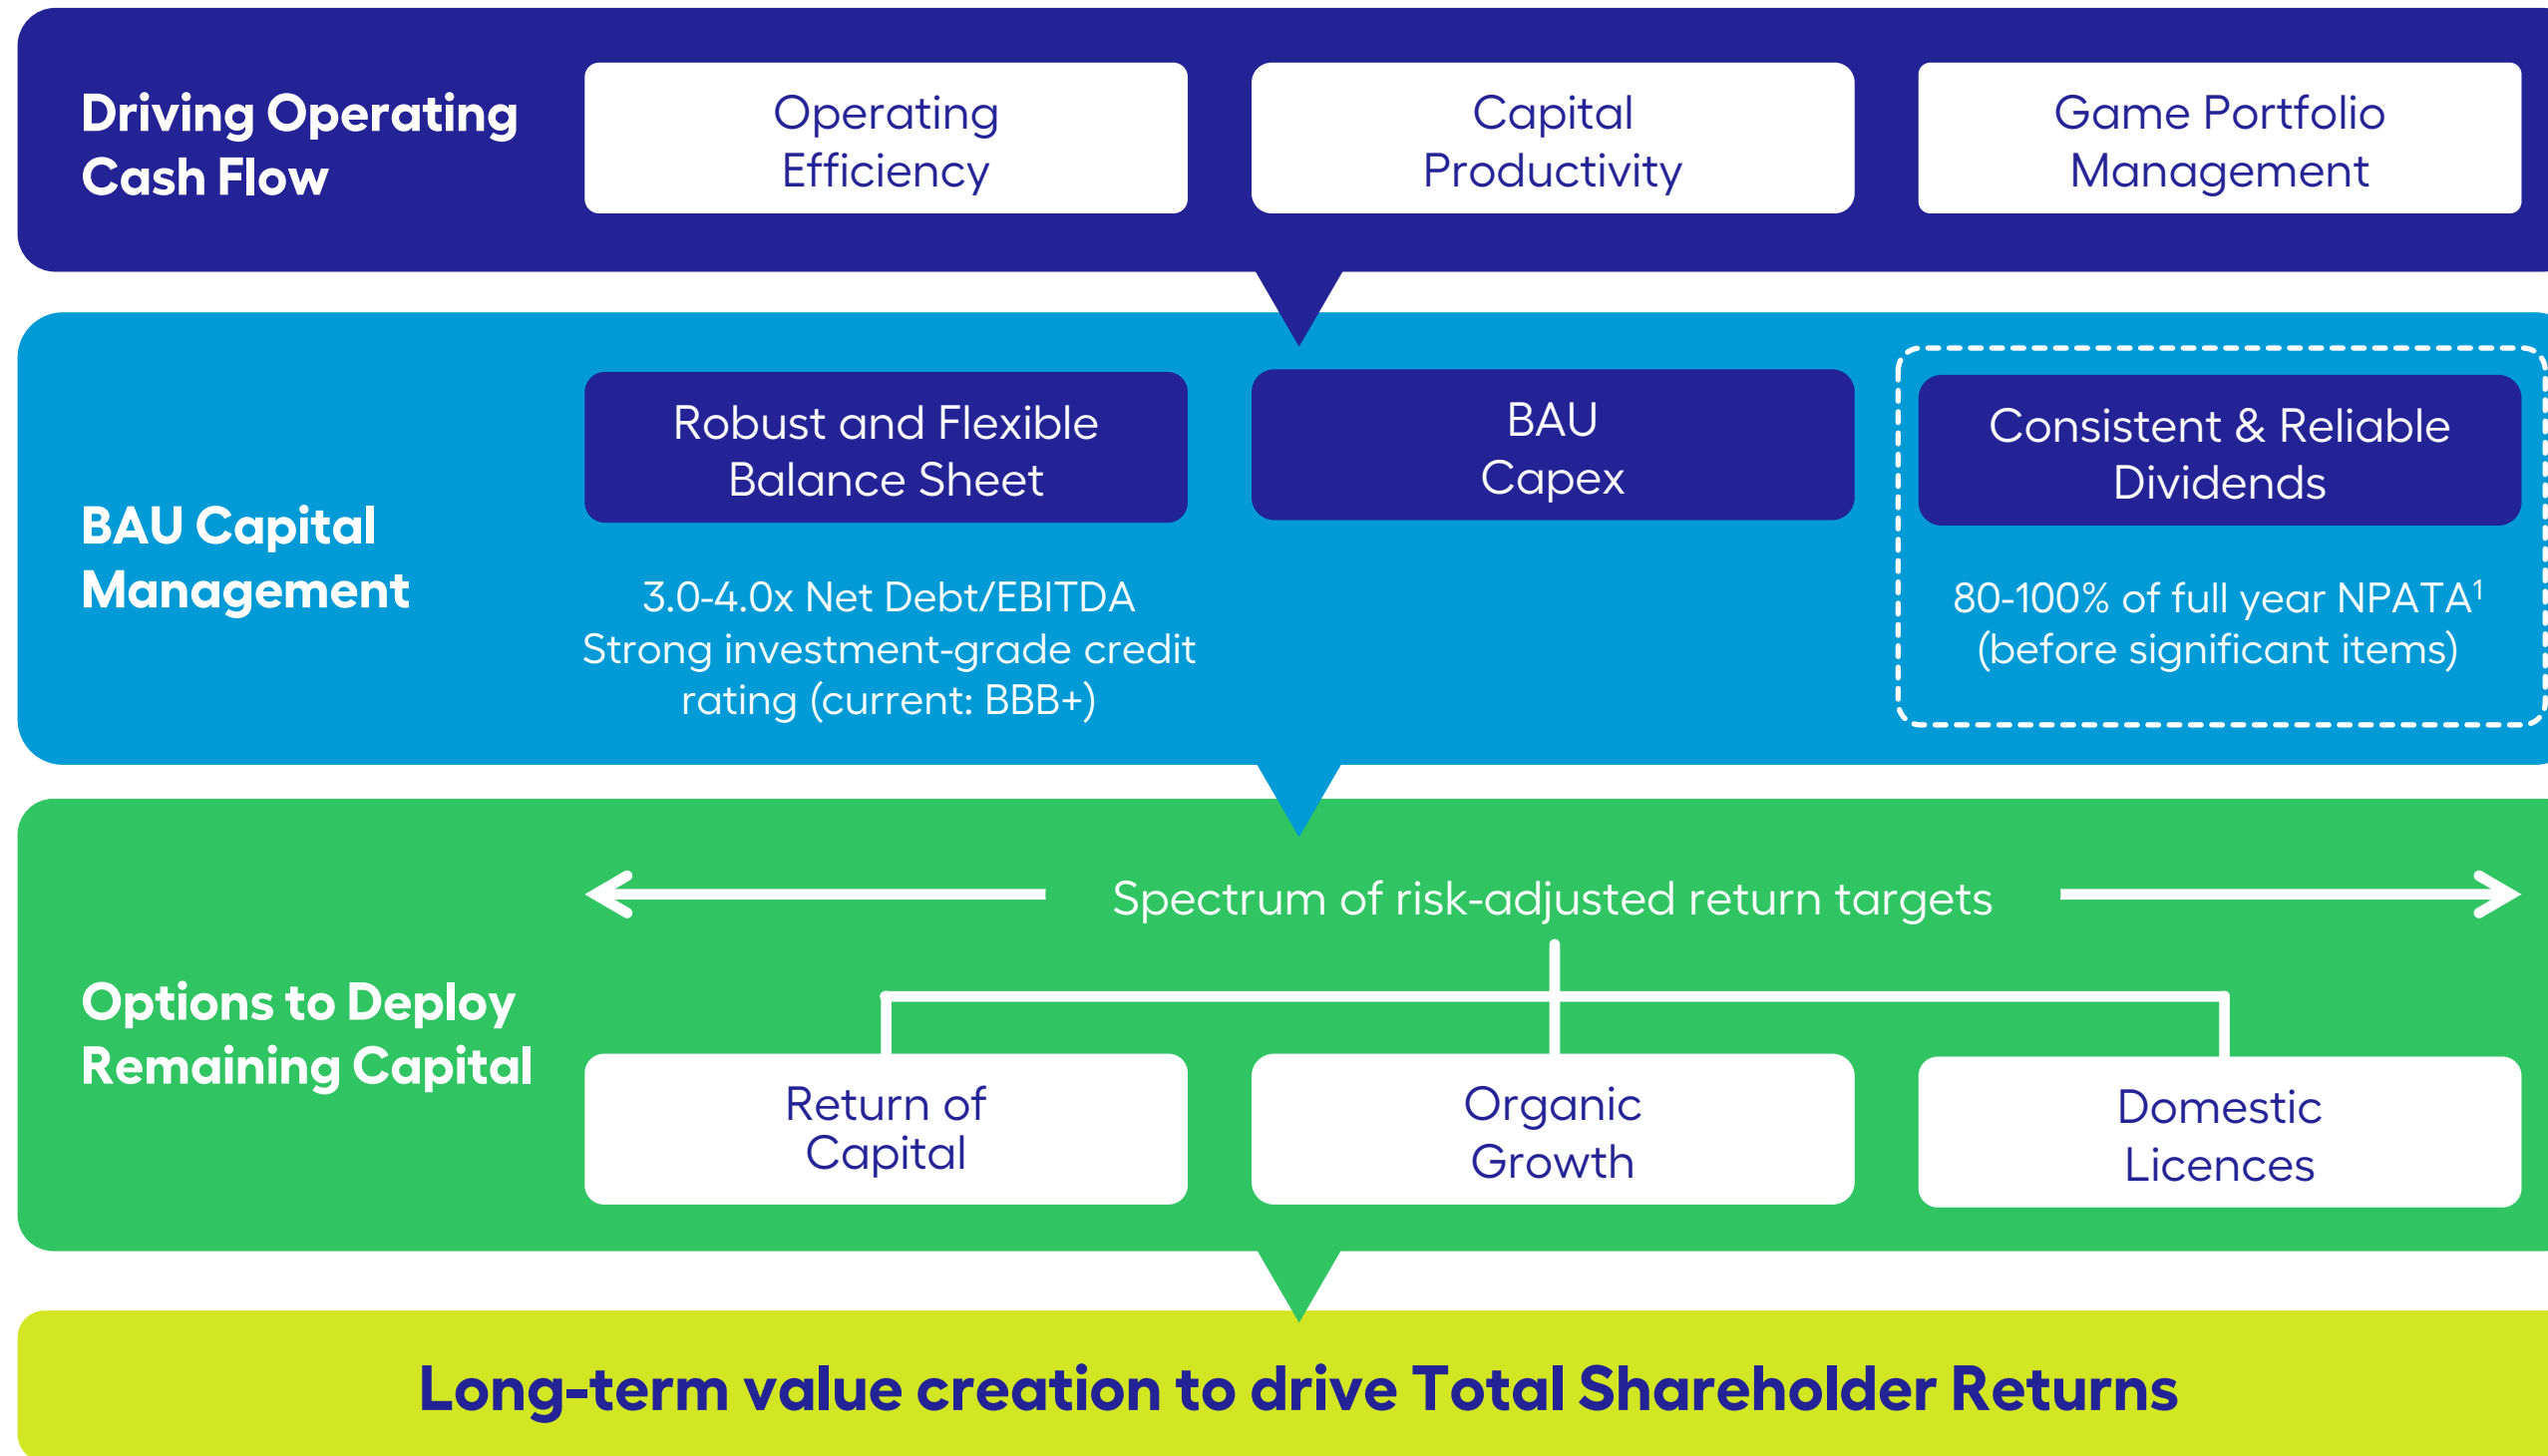 Driving Operating
Cash Flow
Operating
Efficiency
Capital
Productivity
Game Portfolio
Management
BAU Capital
Management
Robust and Flexible
Balance Sheet
3.0-4.0x Net Debt/EBITDA
Strong investment-grade credit
rating (current: BBB+)
BAU
Capex
Consistent & Reliable
Dividends
80-100% of full year NPATA¹
(before significant items)
Options to Deploy
Remaining Capital
Spectrum of risk-adjusted return targets
Return of
Capital
Organic
Growth
Domestic
Licences
Long-term value creation to drive Total Shareholder Returns